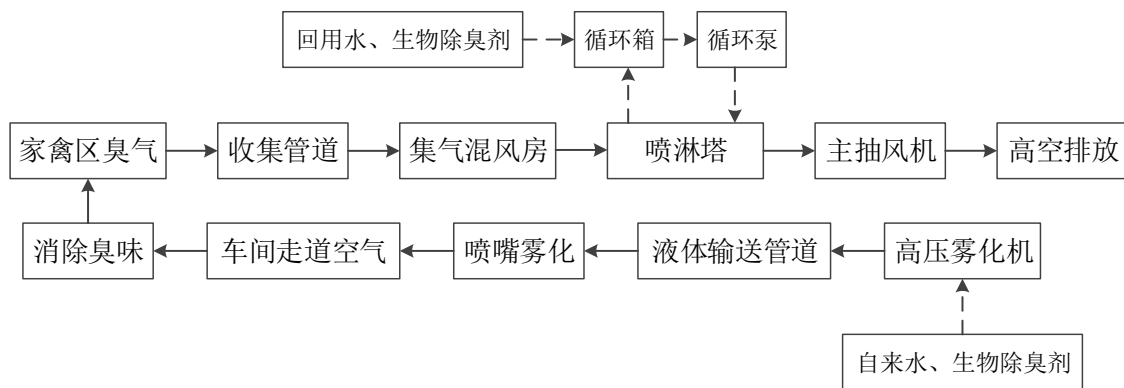 回用水、生物除臭剂
循环箱
循环泵
家禽区臭气
收集管道
集气混风房
喷淋塔
主抽风机
高空排放
消除臭味
车间走道空气
喷嘴雾化
液体输送管道
高压雾化机
自来水、生物除臭剂